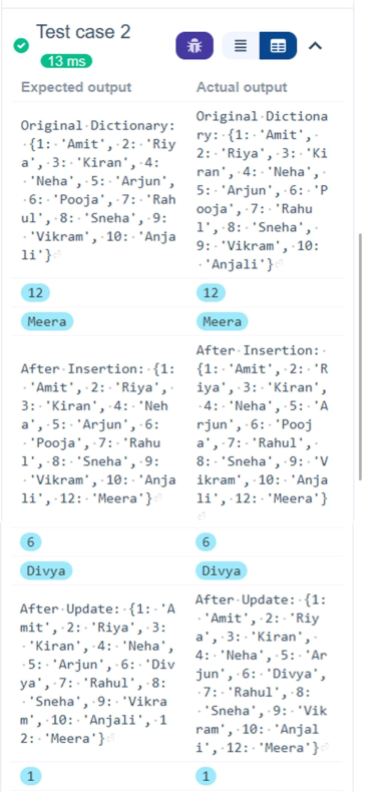 Test case 2
13 ms
Expected output
Original·Dictionary:
·{1:·'Amit',·2:·'Riy
a',·3:·'Kiran',·4:
·'Neha',·5:·'Arjun',
·6:·'Pooja',·7:·'Rah
ul',·8:·'Sneha',·9:
·'Vikram',·10:·'Anja
li'}
12
Meera
After·Insertion:·{1:
·'Amit',·2:·'Riya',·
3:·'Kiran',·4:·'Neh
a',·5:·'Arjun',·6:
·'Pooja',·7:·'Rahu
l',·8:·'Sneha',·9:
·'Vikram',·10:·'Anja
li',·12:·'Meera'}
6
Divya
After·Update:·{1:·'A
mit',·2:·'Riya',·3:
·'Kiran',·4:·'Neha',
·5:·'Arjun',·6:·'Div
ya',·7:·'Rahul',·8:
·'Sneha',·9:·'Vikra
m',·10:·'Anjali',·1
2:·'Meera'}
1
Actual output
Original·Dictiona
ry:·{1:·'Amit',·
2:·'Riya',·3:·'Ki
ran',·4:·'Neha',·
5:·'Arjun',·6:·'P
ooja',·7:·'Rahu
l',·8:·'Sneha',·
9:·'Vikram',·10:
·'Anjali'}
12
Meera
After·Insertion:·
{1:·'Amit',·2:·'R
iya',·3:·'Kiran',
·4:·'Neha',·5:·'A
rjun',·6:·'Pooj
a',·7:·'Rahul',·
8:·'Sneha',·9:·'V
ikram',·10:·'Anja
li',·12:·'Meera'}
6
Divya
After·Update:·{1:
·'Amit',·2:·'Riy
a',·3:·'Kiran',·
4:·'Neha',·5:·'Ar
jun',·6:·'Divya',
·7:·'Rahul',·8:
·'Sneha',·9:·'Vik
ram',·10:·'Anjal
i',·12:·'Meera'}
1